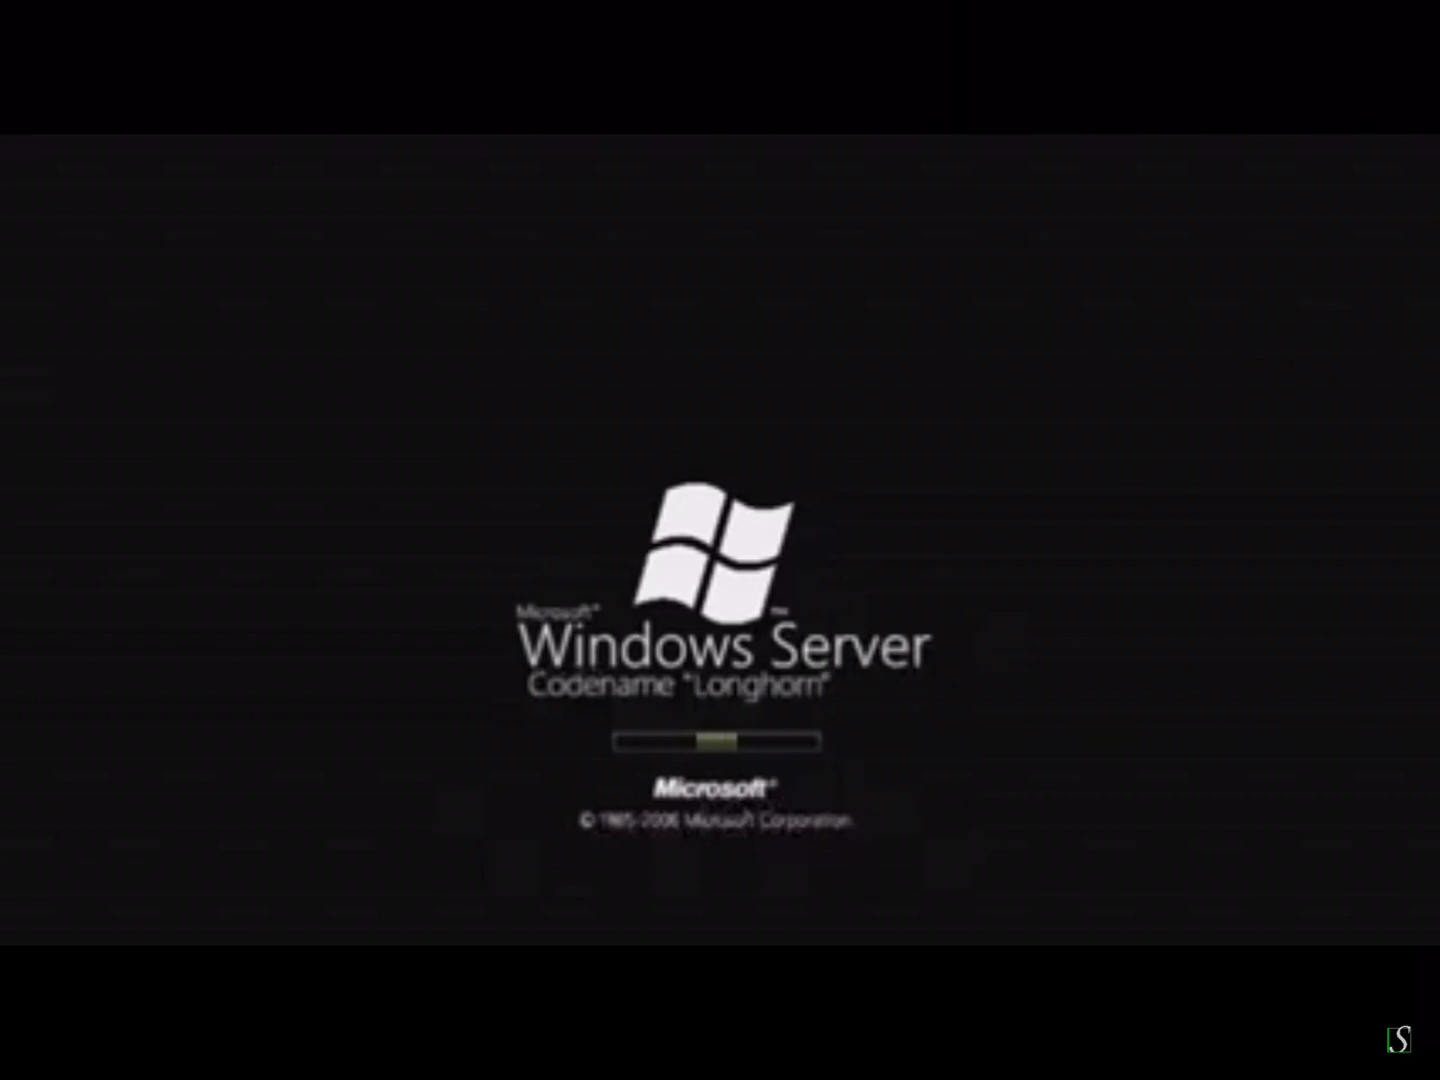 Microsoft®
Windows Server™
Codename "Longhorn"
Microsoft®
© 1985-2006 Microsoft Corporation
S